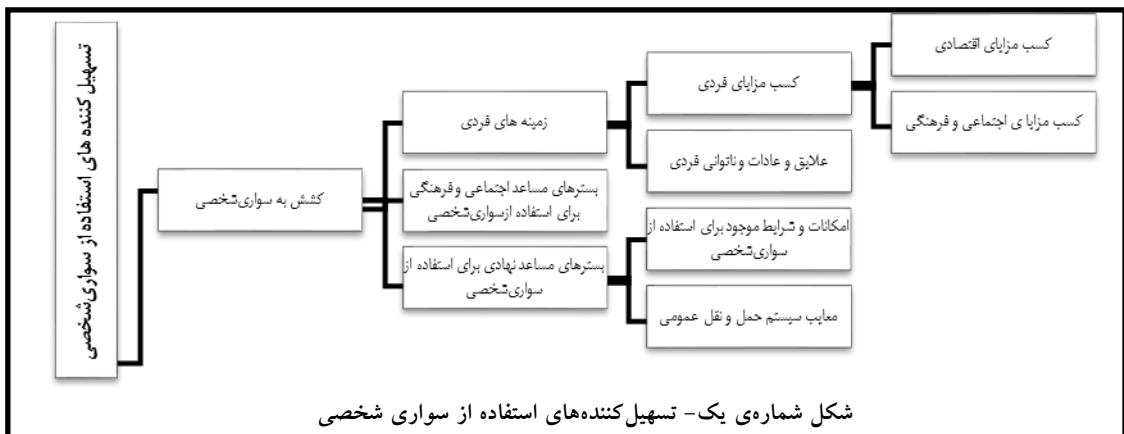 تسهیل کننده های استفاده از سواری‌شخصی
کشش به سواری‌شخصی
زمینه های فردی
بسترهای مساعد اجتماعی و فرهنگی
برای استفاده ازسواری‌شخصی
بسترهای مساعد نهادی برای استفاده از
سواری‌شخصی
کسب مزایای فردی
علایق و عادات و ناتوانی فردی
امکانات و شرایط موجود برای استفاده از
سواری‌شخصی
معایب سیستم حمل و نقل عمومی
کسب مزایای اقتصادی
کسب مزایا ی اجتماعی و فرهنگی
شکل شماره‌ی یک- تسهیل‌کننده‌های استفاده از سواری شخصی